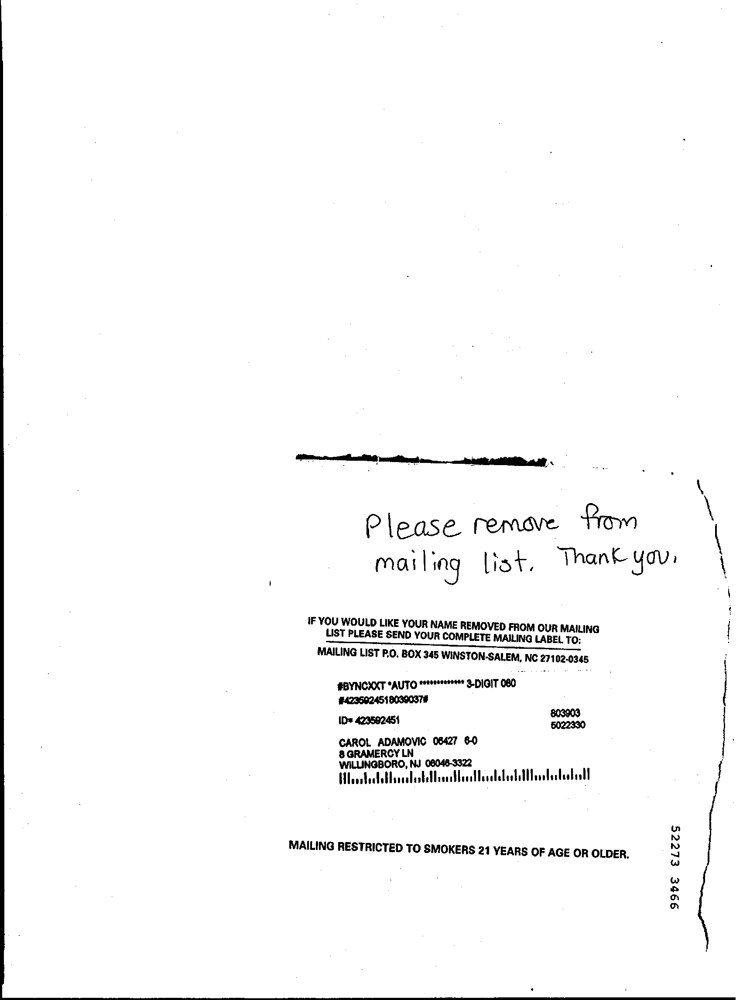 Please remove from
mailing list. Thank you.
IF YOU WOULD LIKE YOUR NAME REMOVED FROM OUR MAILING
LIST PLEASE SEND YOUR COMPLETE MAILING LABEL TO:
MAILING LIST P.O. BOX 345 WINSTON-SALEM, NC 27102-0345
#BYNCXXT *AUTO ************* 3-DIGIT 080
#4235924518039037#
ID= 423592451
803903
5022330
CAROL ADAMOVIC 06427 6-0
8 GRAMERCY LN
WILLINGBORO, NJ 08046-3322
MAILING RESTRICTED TO SMOKERS 21 YEARS OF AGE OR OLDER.
52273 3466